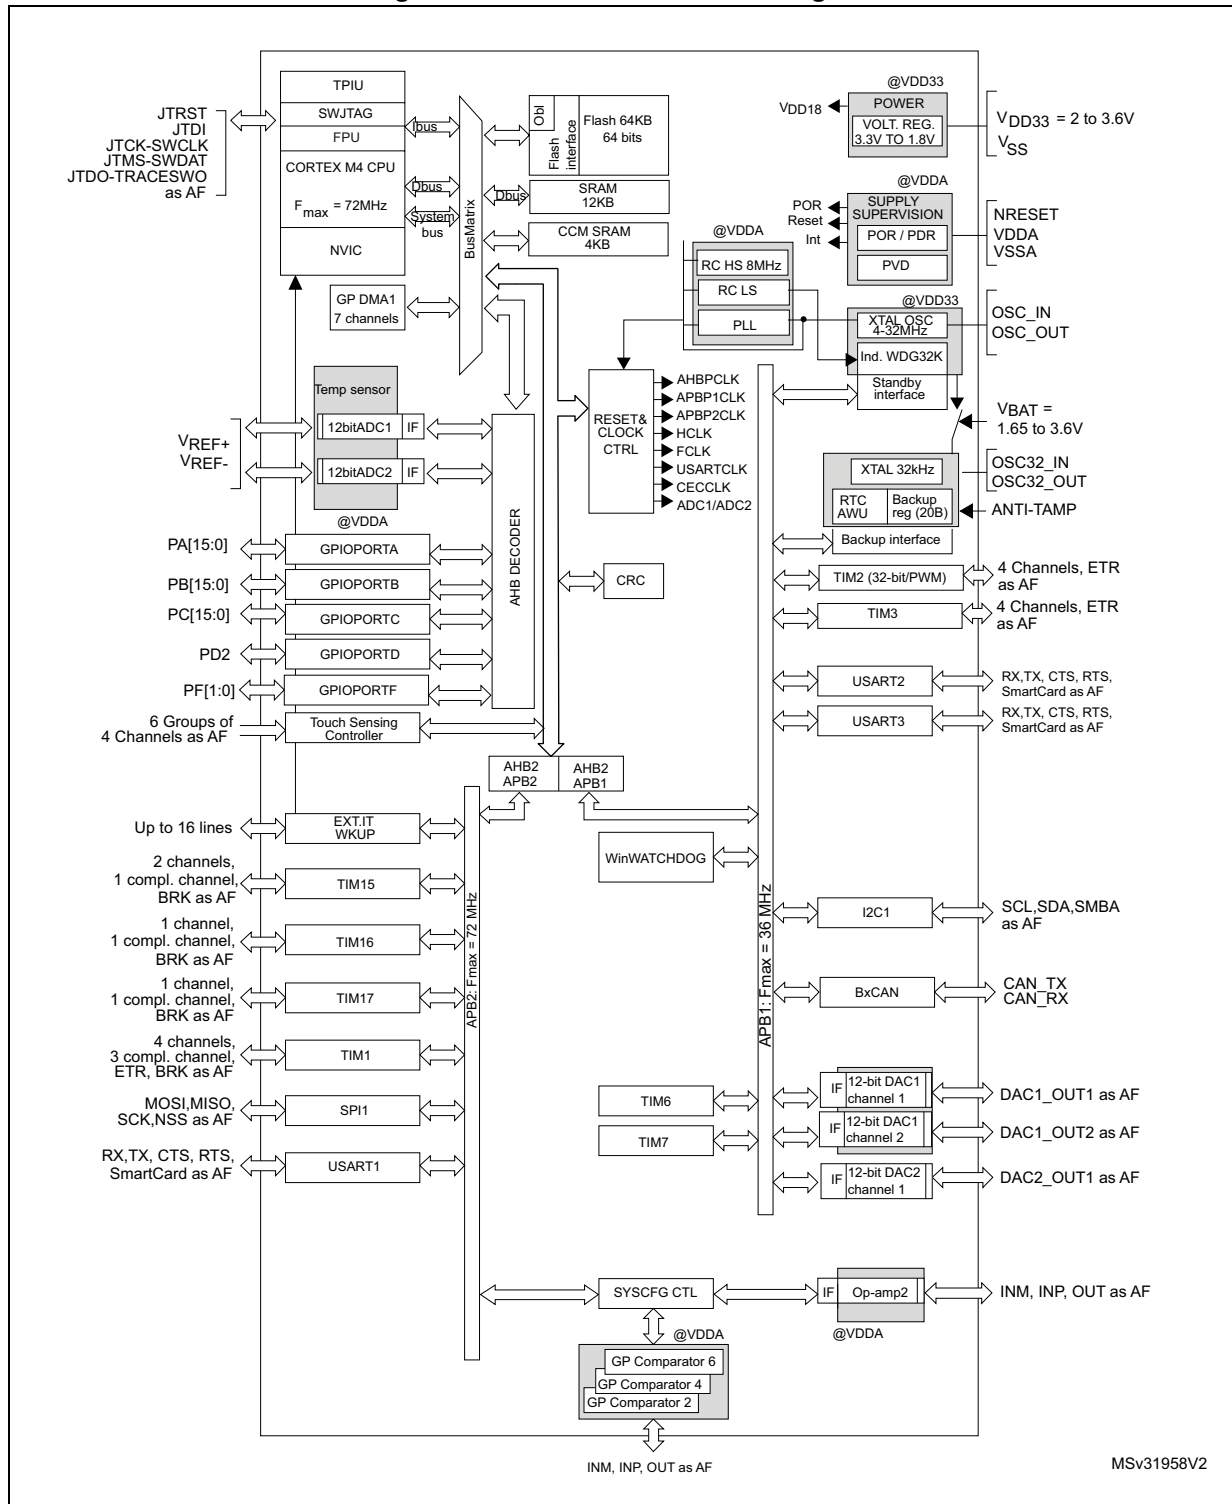 TPIU
SWJTAG
FPU
CORTEX M4 CPU
Fmax = 72MHz
NVIC
JTRST
JTDI
JTCK-SWCLK
JTMS-SWDAT
JTDO-TRACESWO
as AF
Ibus
Dbus
System
bus
BusMatrix
Obl
Flash
interface
Flash 64KB
64 bits
Dbus
SRAM
12KB
CCM SRAM
4KB
GP DMA1
7 channels
@VDD33
VDD18
POWER
VOLT. REG.
3.3V TO 1.8V
VDD33 = 2 to 3.6V
VSS
@VDDA
POR
Reset
Int
SUPPLY
SUPERVISION
POR / PDR
PVD
NRESET
VDDA
VSSA
@VDDA
RC HS 8MHz
RC LS
PLL
@VDD33
XTAL OSC
4-32MHz
Ind. WDG32K
Standby
interface
OSC_IN
OSC_OUT
VBAT =
1.65 to 3.6V
XTAL 32kHz
RTC
AWU
Backup
reg (20B)
Backup interface
OSC32_IN
OSC32_OUT
ANTI-TAMP
RESET&
CLOCK
CTRL
AHBPCLK
APBP1CLK
APBP2CLK
HCLK
FCLK
USARTCLK
CECCLK
ADC1/ADC2
Temp sensor
12bitADC1
IF
12bitADC2
IF
@VDDA
VREF+
VREF-
AHB DECODER
PA[15:0]
GPIOPORTA
PB[15:0]
GPIOPORTB
PC[15:0]
GPIOPORTC
PD2
GPIOPORTD
PF[1:0]
GPIOPORTF
6 Groups of
4 Channels as AF
Touch Sensing
Controller
CRC
AHB2
APB2
AHB2
APB1
TIM2 (32-bit/PWM)
4 Channels, ETR
as AF
TIM3
4 Channels, ETR
as AF
USART2
RX,TX, CTS, RTS,
SmartCard as AF
USART3
RX,TX, CTS, RTS,
SmartCard as AF
Up to 16 lines
EXT.IT
WKUP
2 channels,
1 compl. channel,
BRK as AF
TIM15
1 channel,
1 compl. channel,
BRK as AF
TIM16
1 channel,
1 compl. channel,
BRK as AF
TIM17
4 channels,
3 compl. channel,
ETR, BRK as AF
TIM1
MOSI,MISO,
SCK,NSS as AF
SPI1
RX,TX, CTS, RTS,
SmartCard as AF
USART1
APB2: Fmax = 72 MHz
WinWATCHDOG
APB1: Fmax = 36 MHz
I2C1
SCL,SDA,SMBA
as AF
BxCAN
CAN_TX
CAN_RX
TIM6
TIM7
IF
12-bit DAC1
channel 1
DAC1_OUT1 as AF
IF
12-bit DAC1
channel 2
DAC1_OUT2 as AF
IF
12-bit DAC2
channel 1
DAC2_OUT1 as AF
SYSCFG CTL
IF
Op-amp2
@VDDA
INM, INP, OUT as AF
@VDDA
GP Comparator 6
GP Comparator 4
GP Comparator 2
INM, INP, OUT as AF
MSv31958V2